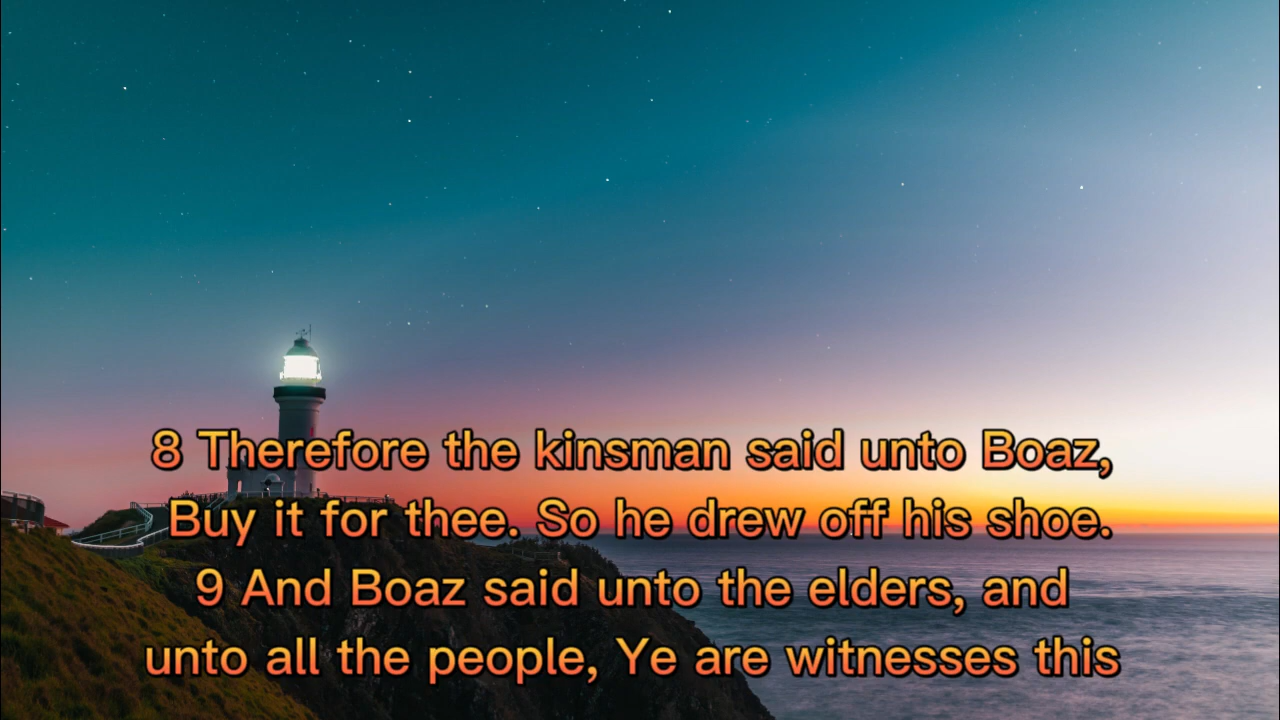 8 Therefore the kinsman said unto Boaz,
Buy it for thee. So he drew off his shoe.
9 And Boaz said unto the elders, and
unto all the people, Ye are witnesses this